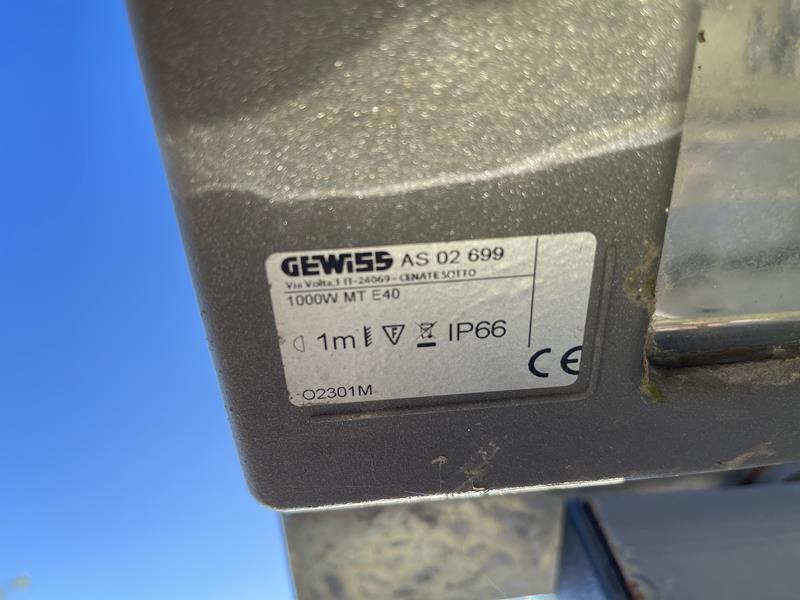 GEWISS AS 02 699
Via Volta,1 IT-24069 - CENATE SOTTO
1000W MT E40
1m F IP66
CE
O2301M